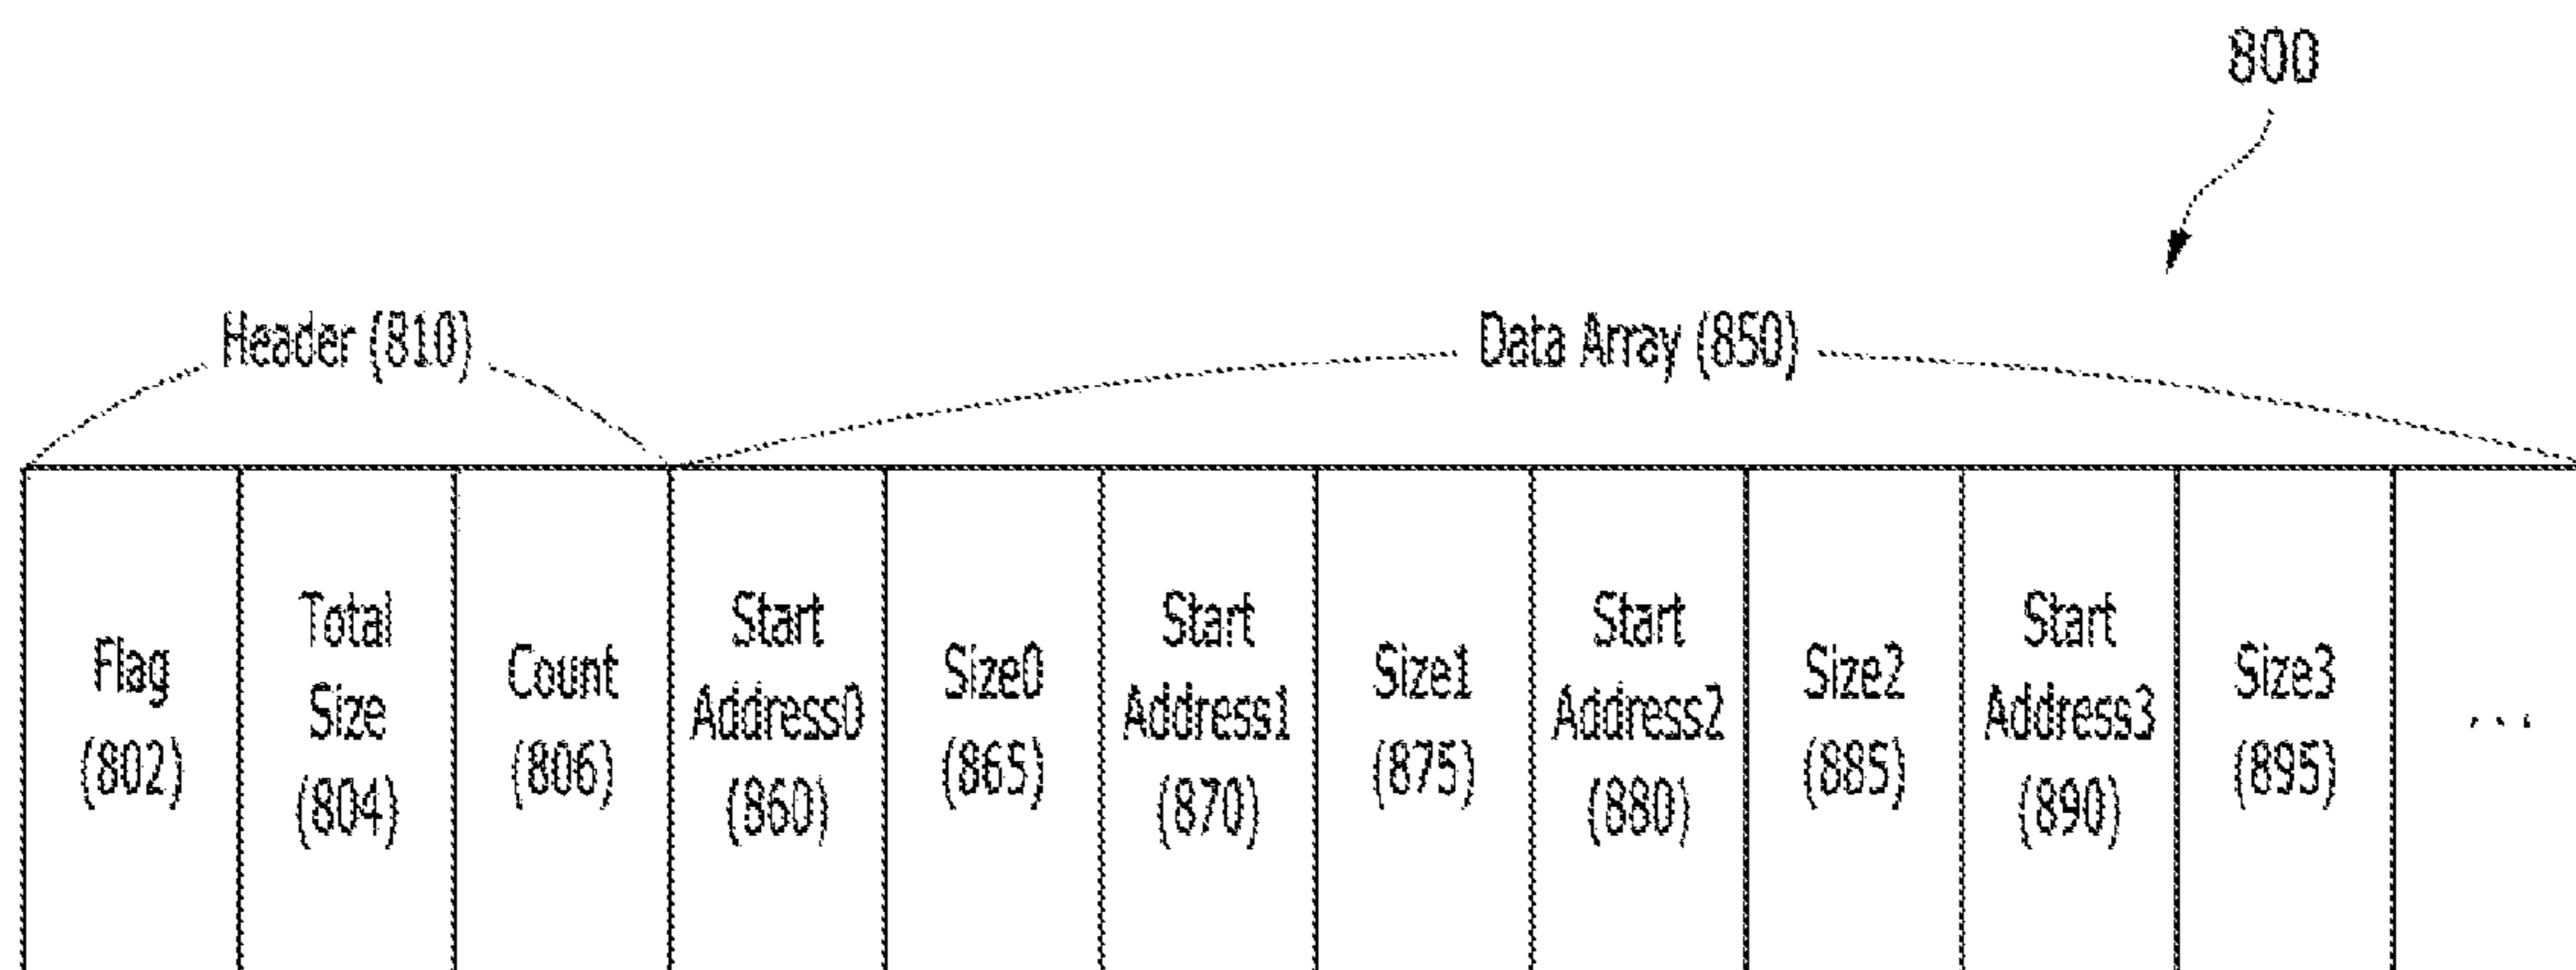 800
Header (810)
Data Array (850)
Flag
(802)
Total
Size
(804)
Count
(806)
Start
Address0
(860)
Size0
(865)
Start
Address1
(870)
Size1
(875)
Start
Address2
(880)
Size2
(885)
Start
Address3
(890)
Size3
(895)
...